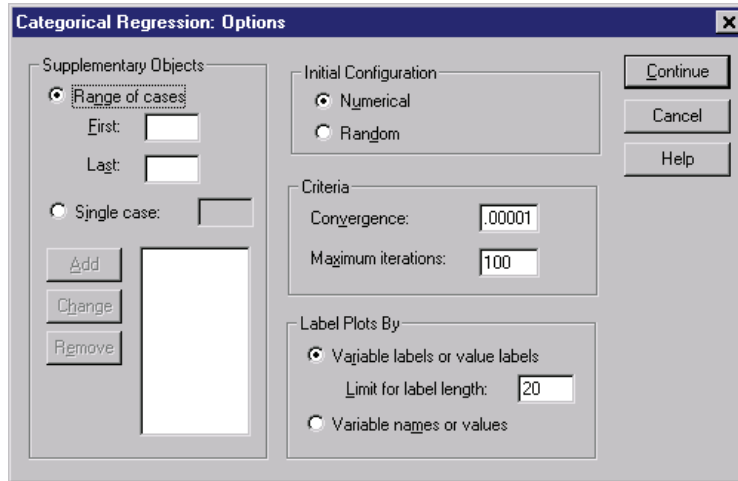 Categorical Regression: Options
Supplementary Objects
Range of cases
First:
Last:
Single case:
Add
Change
Remove
Initial Configuration
Numerical
Random
Criteria
Convergence: .00001
Maximum iterations: 100
Label Plots By
Variable labels or value labels
Limit for label length: 20
Variable names or values
Continue
Cancel
Help